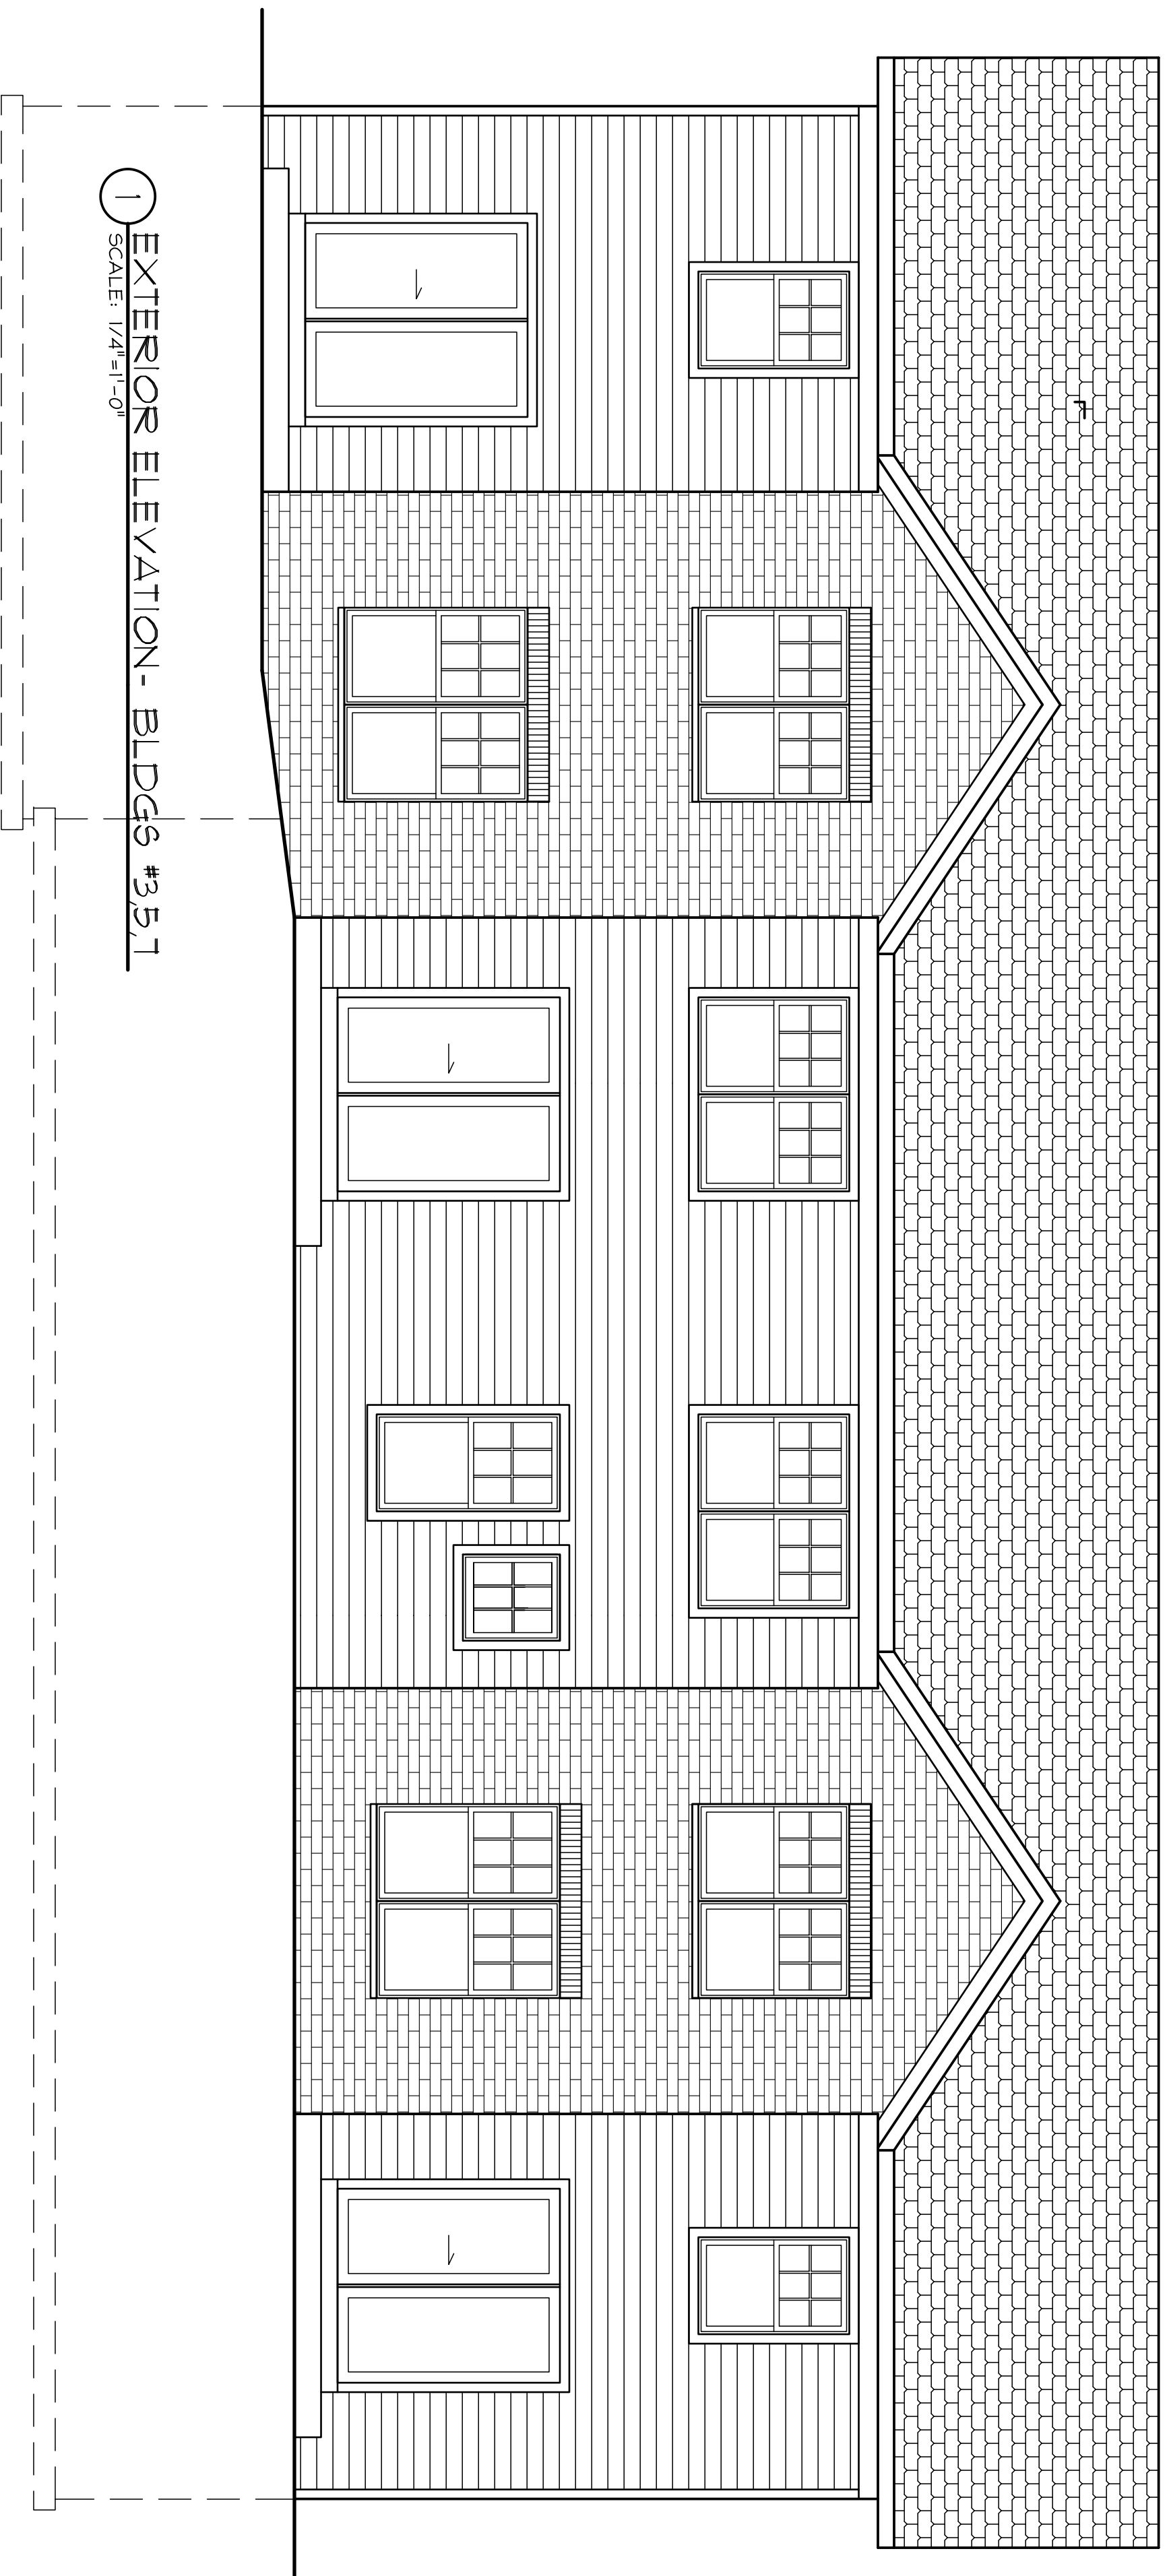 1
EXTERIOR ELEVATION- BLDGS #3,5,7
SCALE: 1/4"=1'-0"